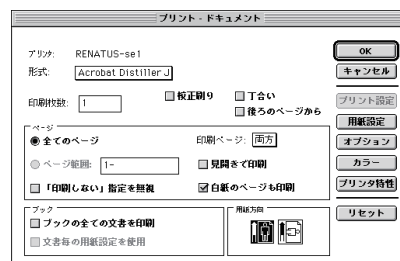 プリント - ドキュメント
プリンタ: RENATUS-se1
形式: Acrobat Distiller J
印刷枚数: 1
校正刷り
丁合い
後ろのページから
ページ
全てのページ
印刷ページ: 両方
ページ範囲: 1-
見開きで印刷
「印刷しない」指定を無視
白紙のページも印刷
ブック
ブックの全ての文書を印刷
文書毎の用紙設定を使用
用紙方向
OK
キャンセル
プリント設定
用紙設定
オプション
カラー
プリンタ特性
リセット